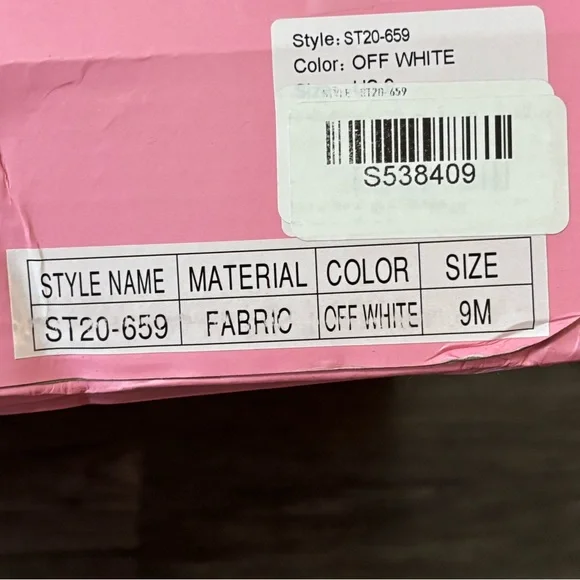 Style: ST20-659
Color: OFF WHITE
STYLE ST20-659
S538409
STYLE NAME MATERIAL COLOR SIZE
ST20-659 FABRIC OFF WHITE 9M